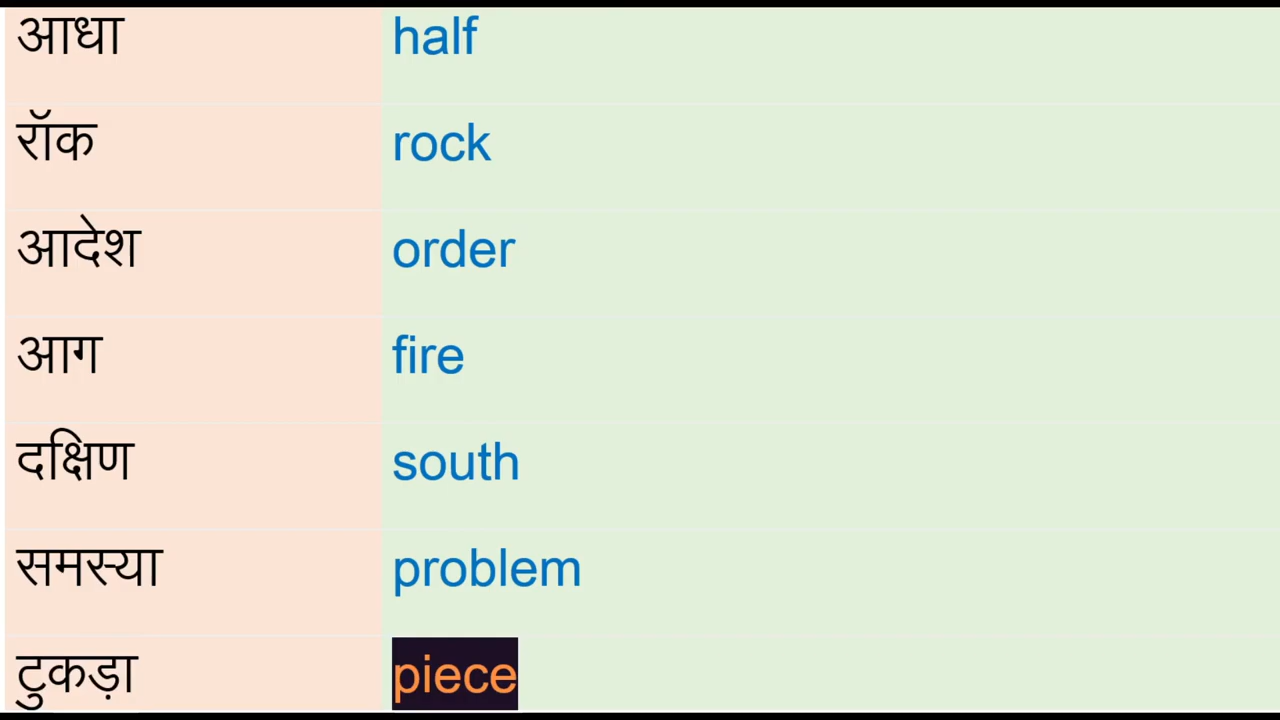 आधा half
रॉक rock
आदेश order
आग fire
दक्षिण south
समस्या problem
टुकड़ा piece